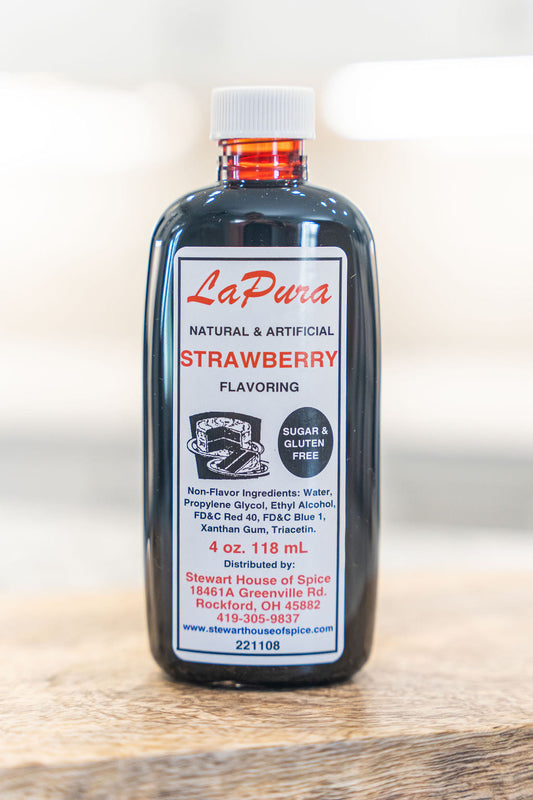 LaPura
NATURAL & ARTIFICIAL
STRAWBERRY
FLAVORING
SUGAR &
GLUTEN
FREE
Non-Flavor Ingredients: Water,
Propylene Glycol, Ethyl Alcohol,
FD&C Red 40, FD&C Blue 1,
Xanthan Gum, Triacetin.
4 oz. 118 mL
Distributed by:
Stewart House of Spice
18461A Greenville Rd.
Rockford, OH 45882
419-305-9837
www.stewarthouseofspice.com
221108